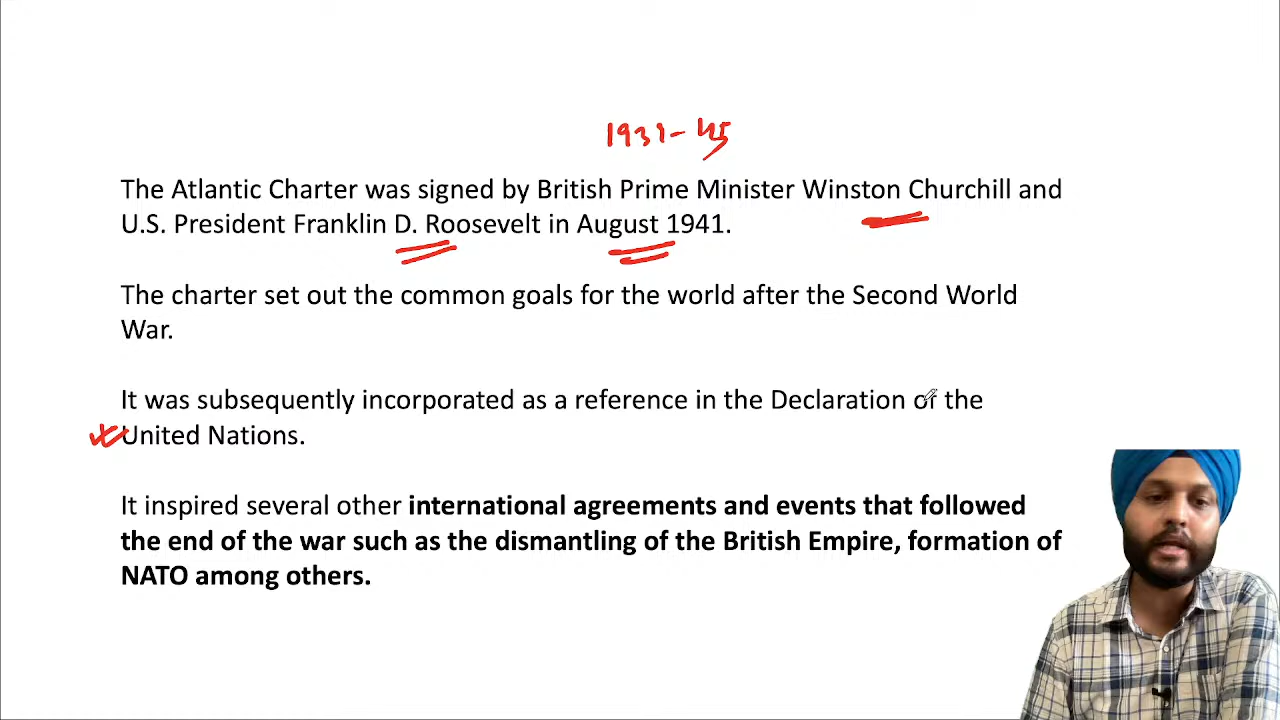 1939-45
The Atlantic Charter was signed by British Prime Minister Winston Churchill and
U.S. President Franklin D. Roosevelt in August 1941.
The charter set out the common goals for the world after the Second World
War.
It was subsequently incorporated as a reference in the Declaration of the
United Nations.
It inspired several other international agreements and events that followed
the end of the war such as the dismantling of the British Empire, formation of
NATO among others.